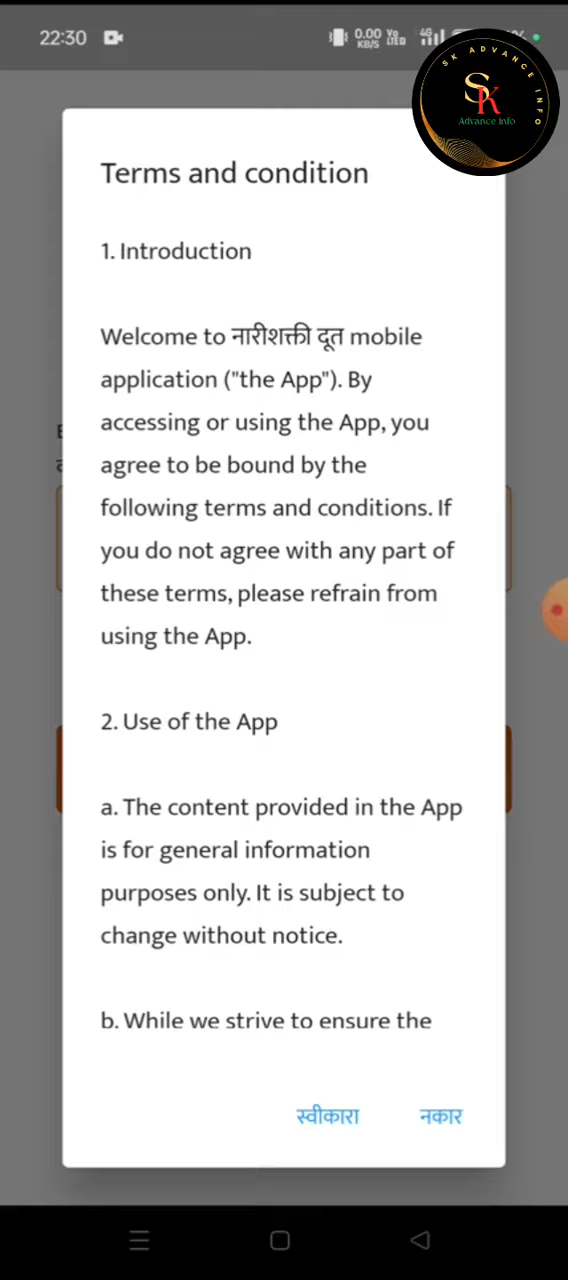 22:30
0.00
KB/S
Vo
LTED
4G
SK ADVANCE INFO
SK
Advance Info
Terms and condition
1. Introduction
Welcome to नारीशक्ती दूत mobile
application ("the App"). By
accessing or using the App, you
agree to be bound by the
following terms and conditions. If
you do not agree with any part of
these terms, please refrain from
using the App.
2. Use of the App
a. The content provided in the App
is for general information
purposes only. It is subject to
change without notice.
b. While we strive to ensure the
स्वीकारा नकार